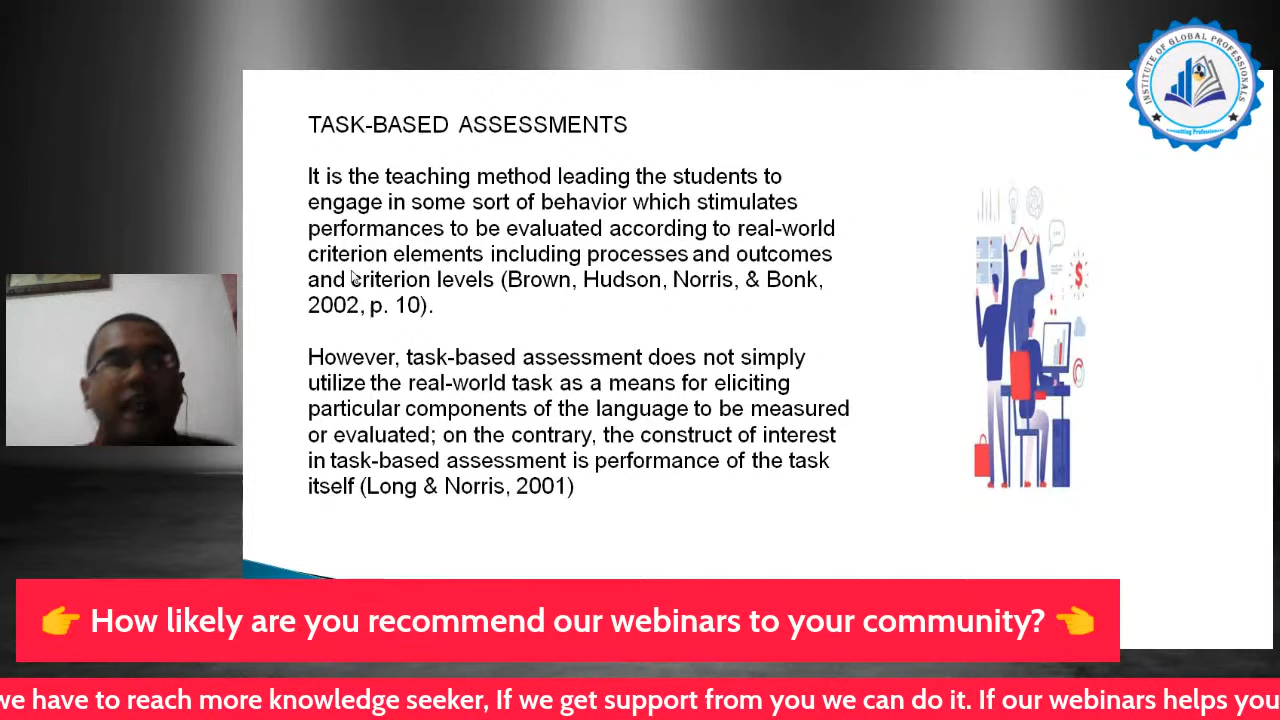 INSTITUTE OF GLOBAL PROFESSIONALS
TASK-BASED ASSESSMENTS
It is the teaching method leading the students to
engage in some sort of behavior which stimulates
performances to be evaluated according to real-world
criterion elements including processes and outcomes
and criterion levels (Brown, Hudson, Norris, & Bonk,
2002, p. 10).
However, task-based assessment does not simply
utilize the real-world task as a means for eliciting
particular components of the language to be measured
or evaluated; on the contrary, the construct of interest
in task-based assessment is performance of the task
itself (Long & Norris, 2001)
👉 How likely are you recommend our webinars to your community? 👈
we have to reach more knowledge seeker, If we get support from you we can do it. If our webinars helps you